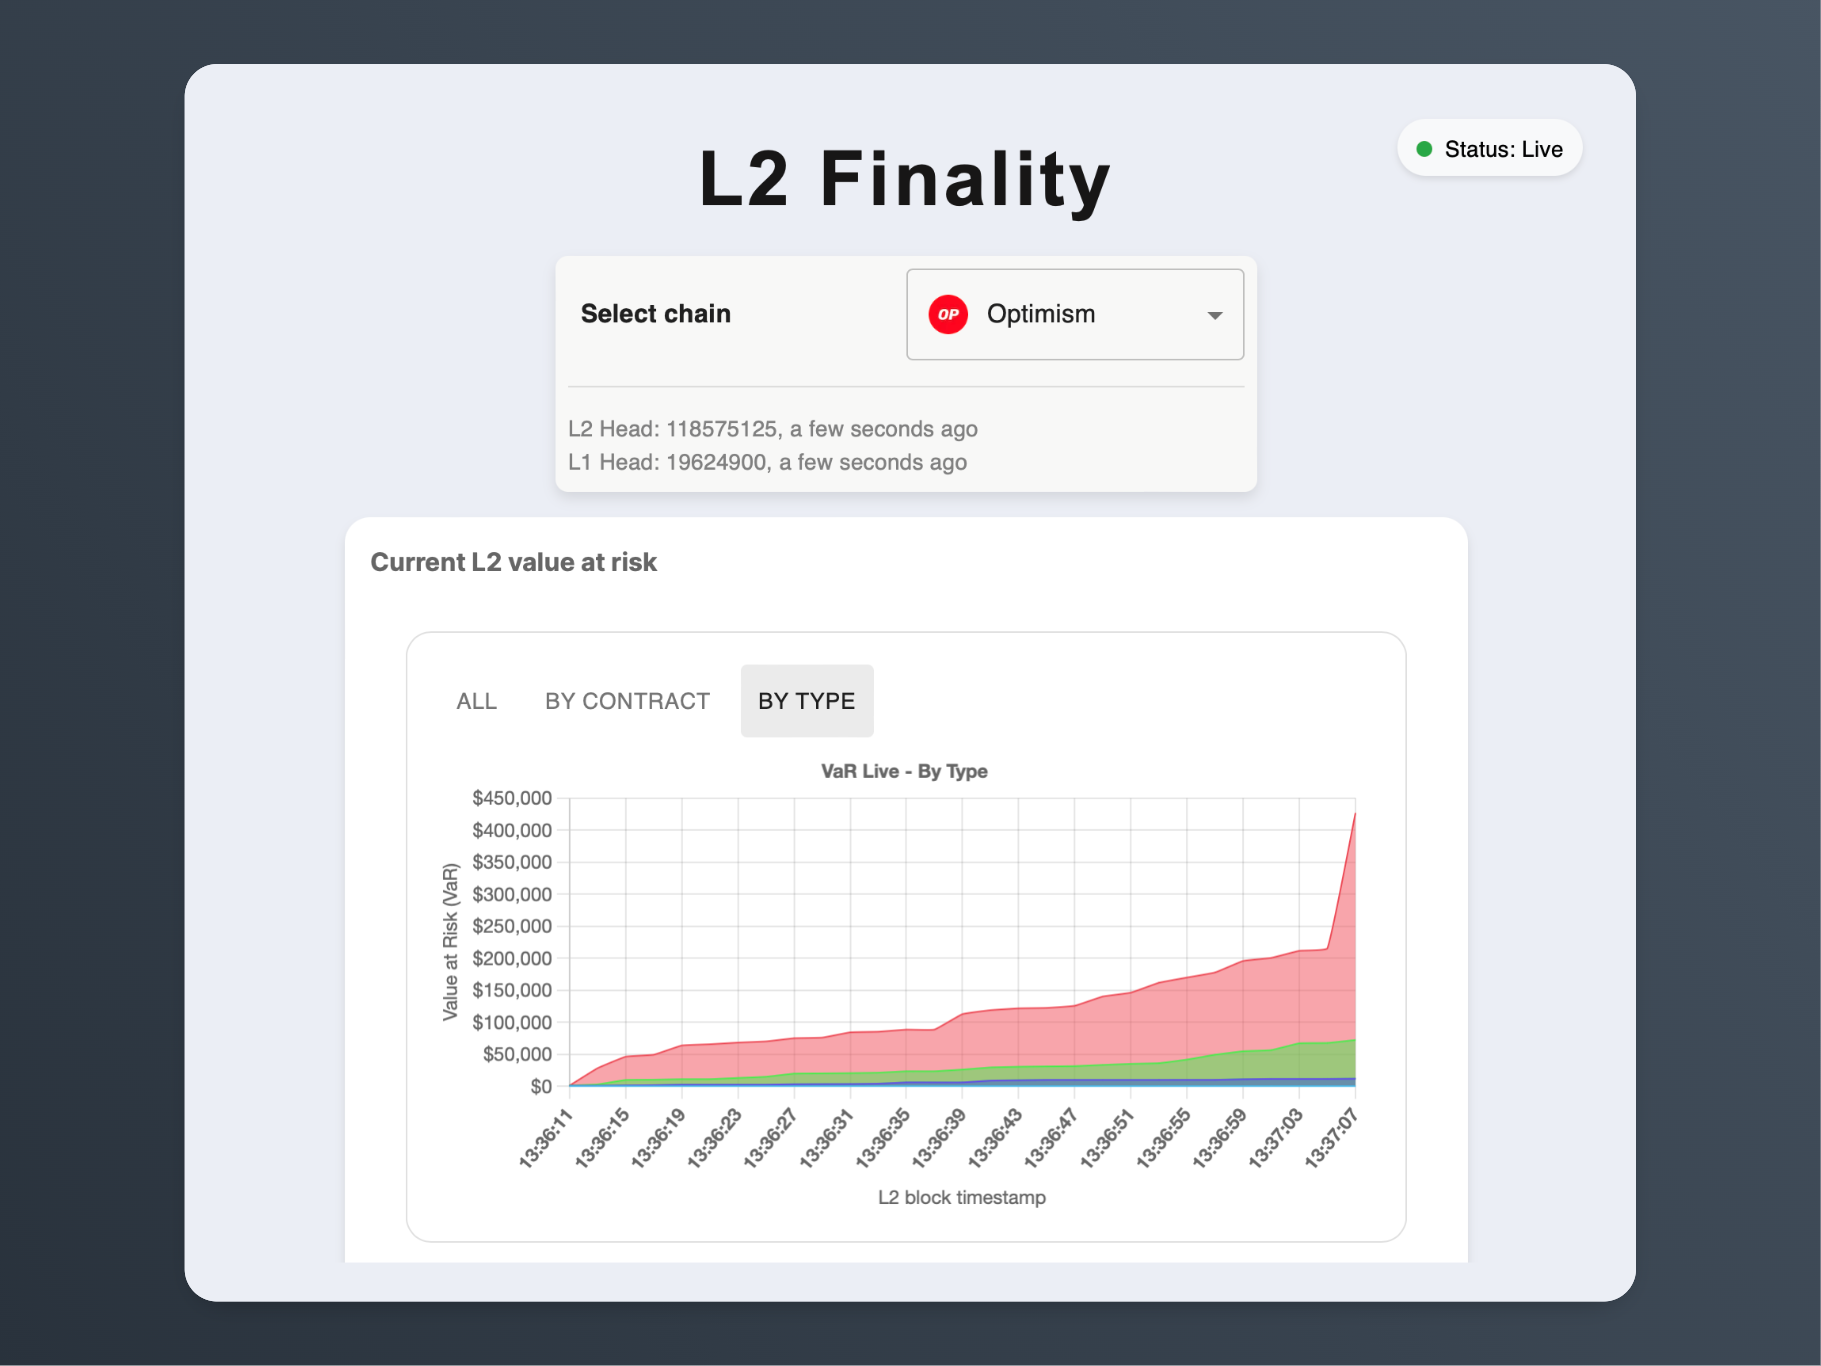 L2 Finality
Status: Live
Select chain
OP Optimism
L2 Head: 118575125, a few seconds ago
L1 Head: 19624900, a few seconds ago
Current L2 value at risk
ALL BY CONTRACT BY TYPE
VaR Live - By Type
Value at Risk (VaR)
$450,000
$400,000
$350,000
$300,000
$250,000
$200,000
$150,000
$100,000
$50,000
$0
13:36:11 13:36:15 13:36:19 13:36:23 13:36:27 13:36:31 13:36:35 13:36:39 13:36:43 13:36:47 13:36:51 13:36:55 13:36:59 13:37:03 13:37:07
L2 block timestamp